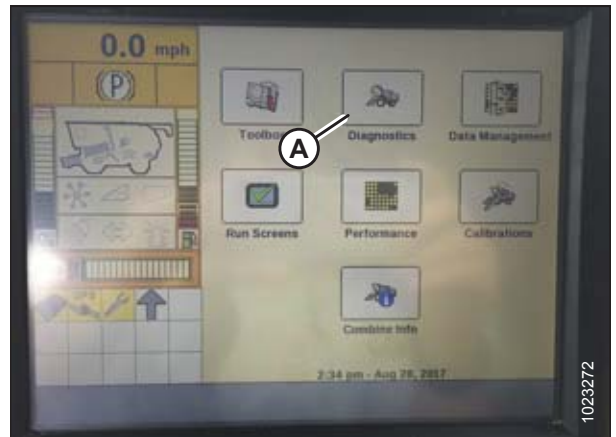 0.0 mph
(P)
Toolbox
Diagnostics
Data Management
A
Run Screens
Performance
Calibrations
Combine Info
2:34 pm - Aug 28, 2017
1023272